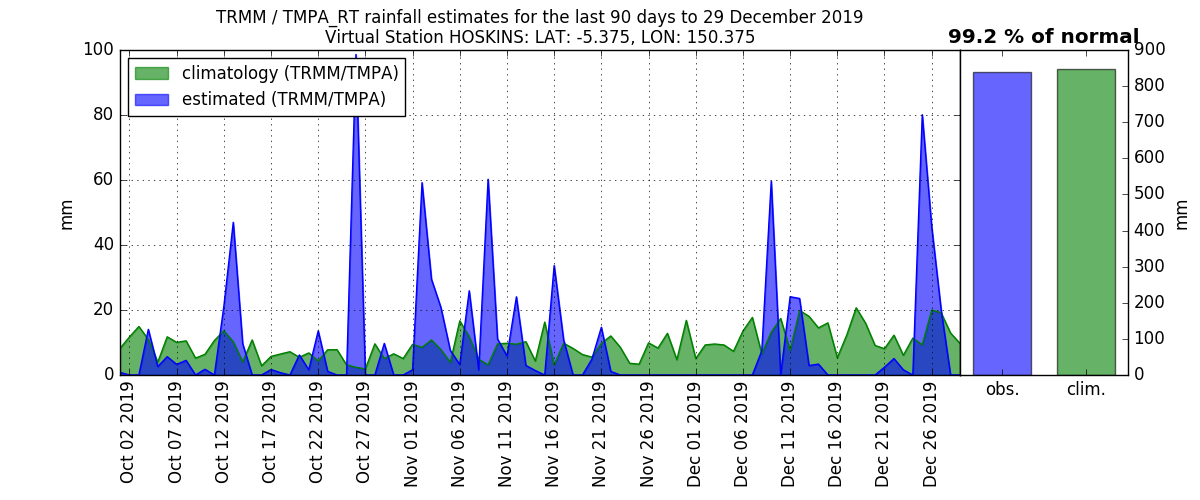 TRMM / TMPA_RT rainfall estimates for the last 90 days to 29 December 2019
Virtual Station HOSKINS: LAT: -5.375, LON: 150.375
99.2 % of normal
climatology (TRMM/TMPA)
estimated (TRMM/TMPA)
100
80
60
40
20
0
mm
900
800
700
600
500
400
300
200
100
0
mm
Oct 02 2019
Oct 07 2019
Oct 12 2019
Oct 17 2019
Oct 22 2019
Oct 27 2019
Nov 01 2019
Nov 06 2019
Nov 11 2019
Nov 16 2019
Nov 21 2019
Nov 26 2019
Dec 01 2019
Dec 06 2019
Dec 11 2019
Dec 16 2019
Dec 21 2019
Dec 26 2019
obs.
clim.